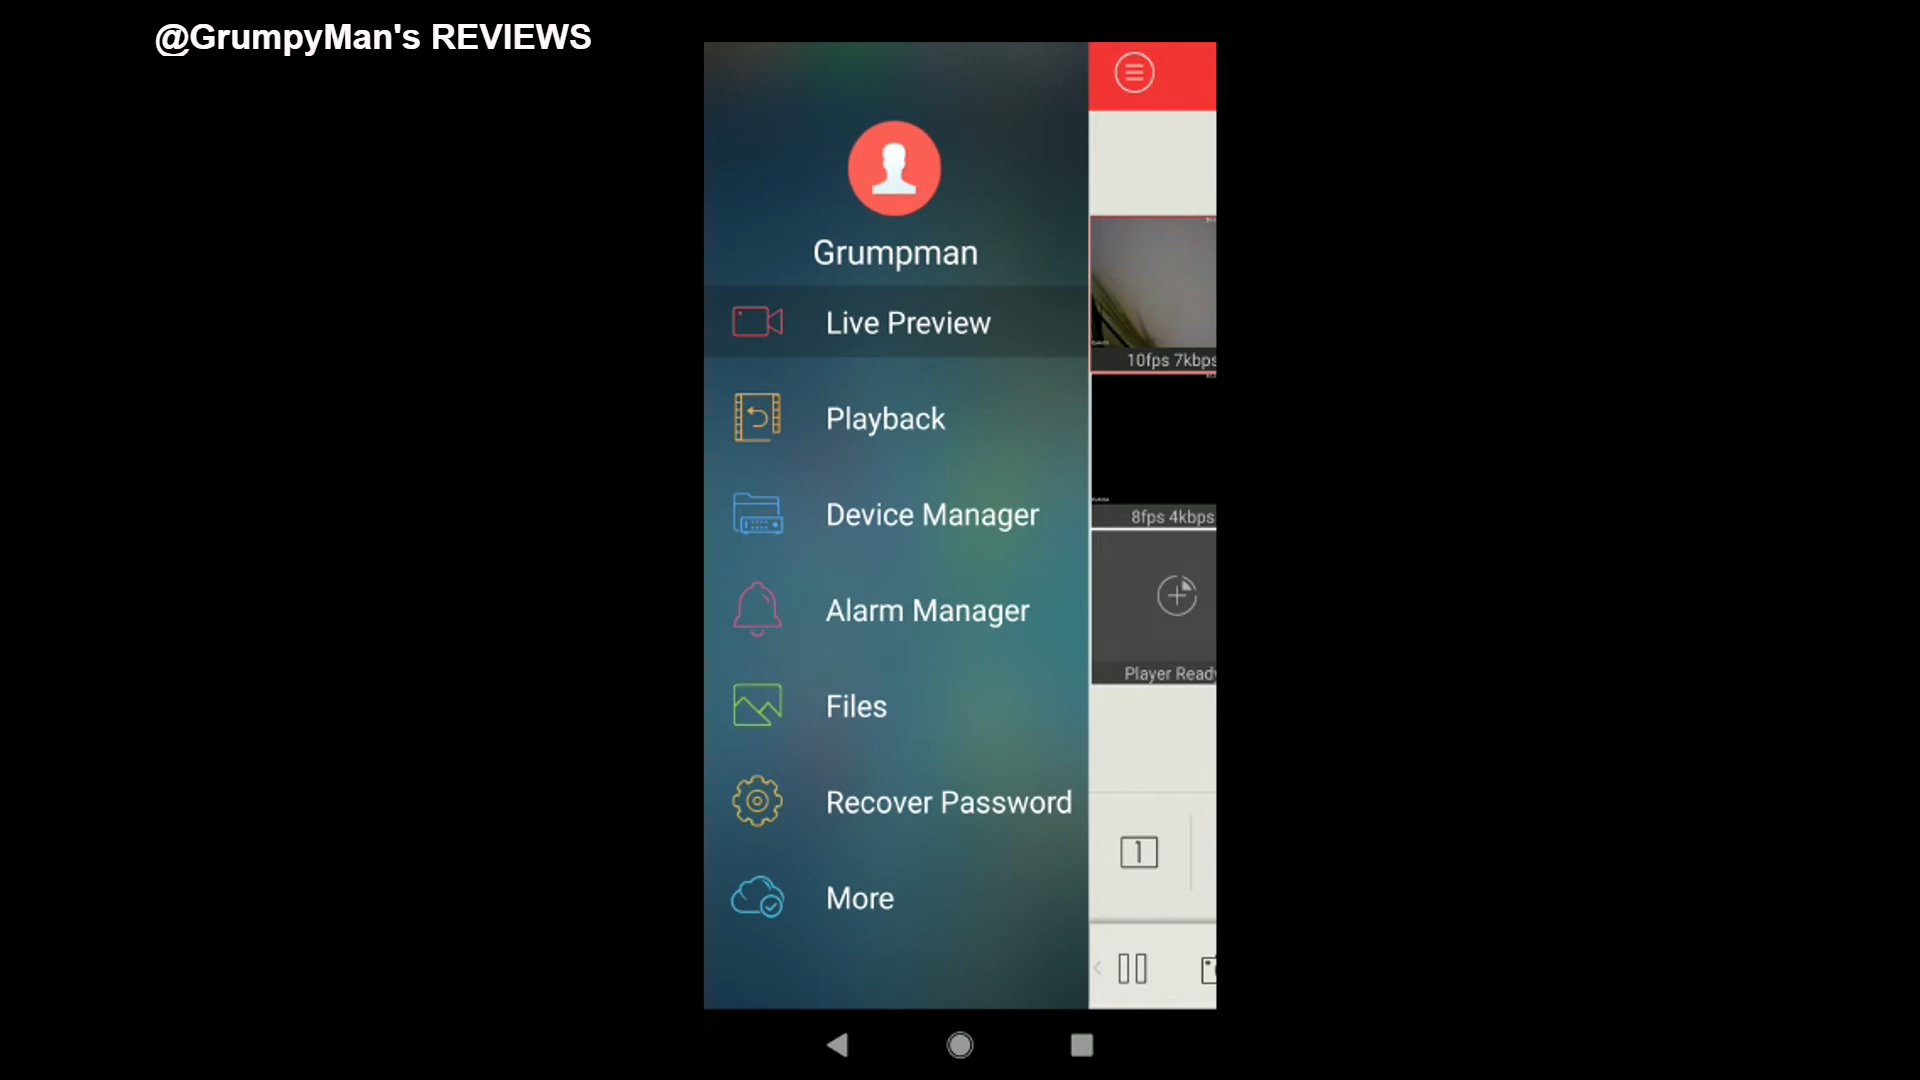 @GrumpyMan's REVIEWS
Grumpman
Live Preview
Playback
Device Manager
Alarm Manager
Files
Recover Password
More
10fps 7kbps
8fps 4kbps
Player Ready
1